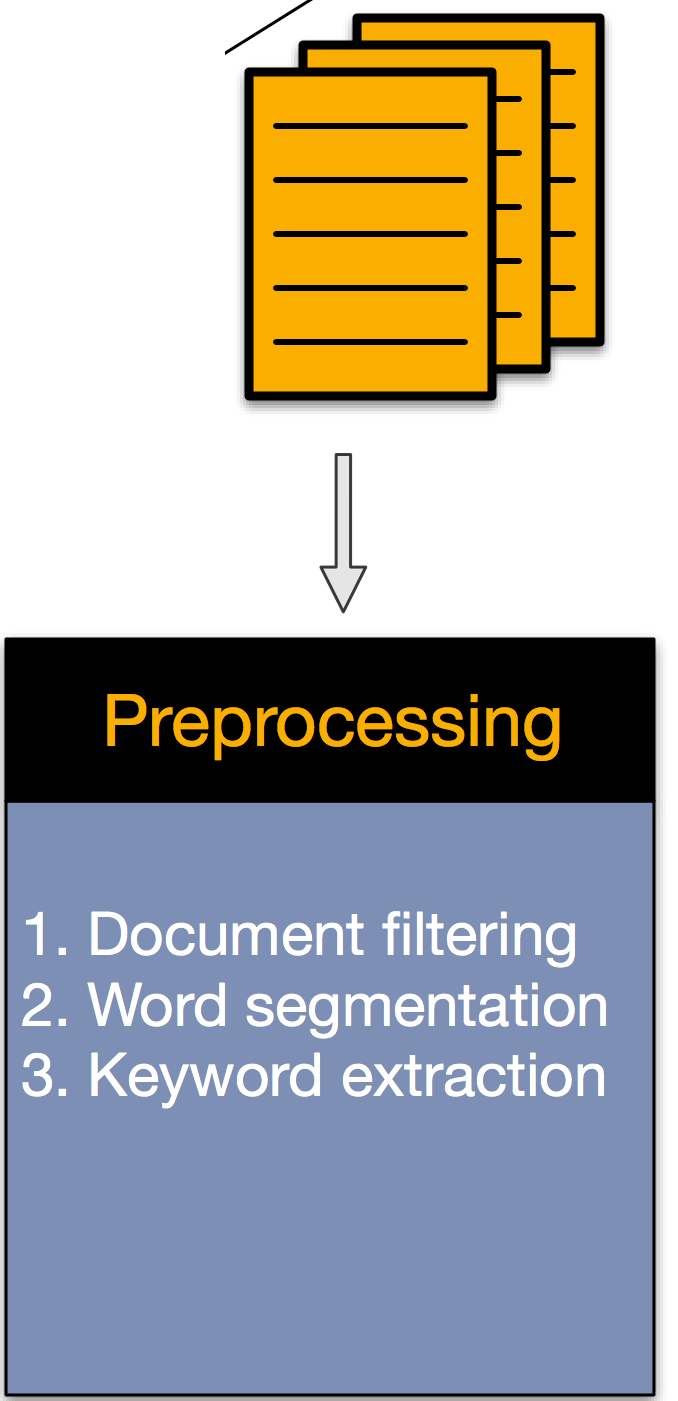 Preprocessing
1. Document filtering
2. Word segmentation
3. Keyword extraction